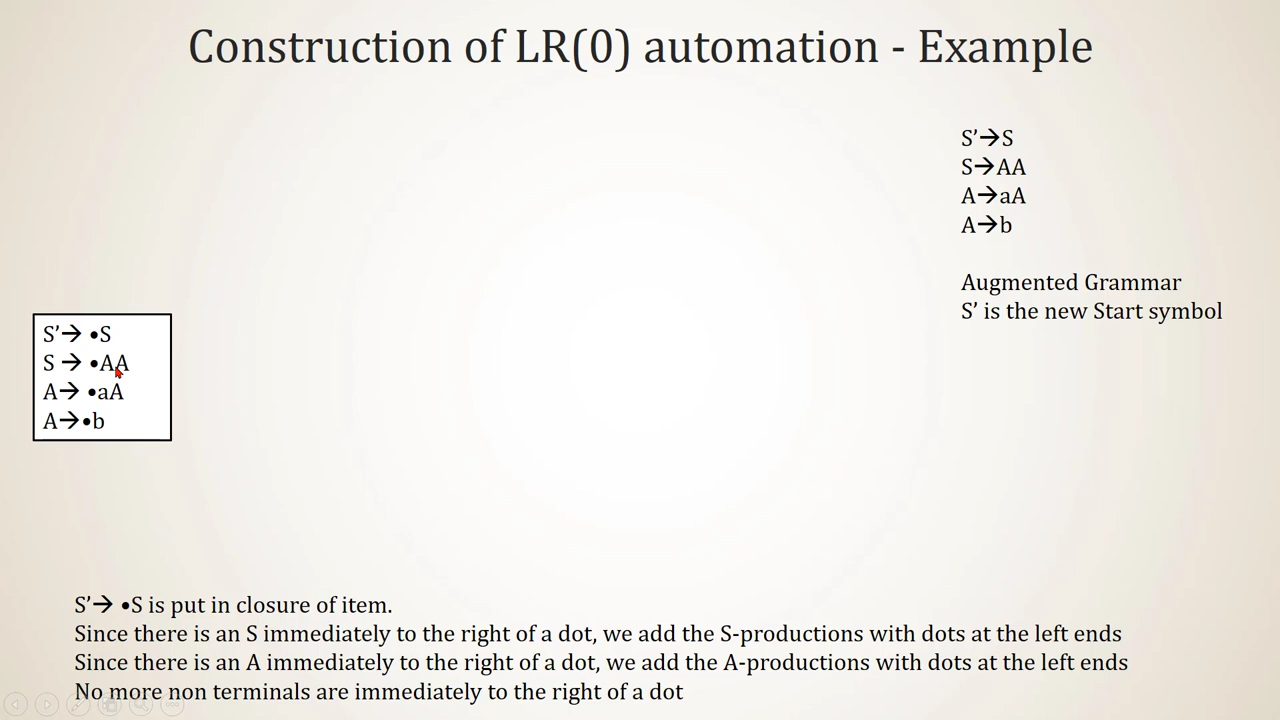 Construction of LR(0) automation - Example
S’→S
S→AA
A→aA
A→b
Augmented Grammar
S’ is the new Start symbol
S’→ •S
S → •AA
A→ •aA
A→•b
S’→ •S is put in closure of item.
Since there is an S immediately to the right of a dot, we add the S-productions with dots at the left ends
Since there is an A immediately to the right of a dot, we add the A-productions with dots at the left ends
No more non terminals are immediately to the right of a dot